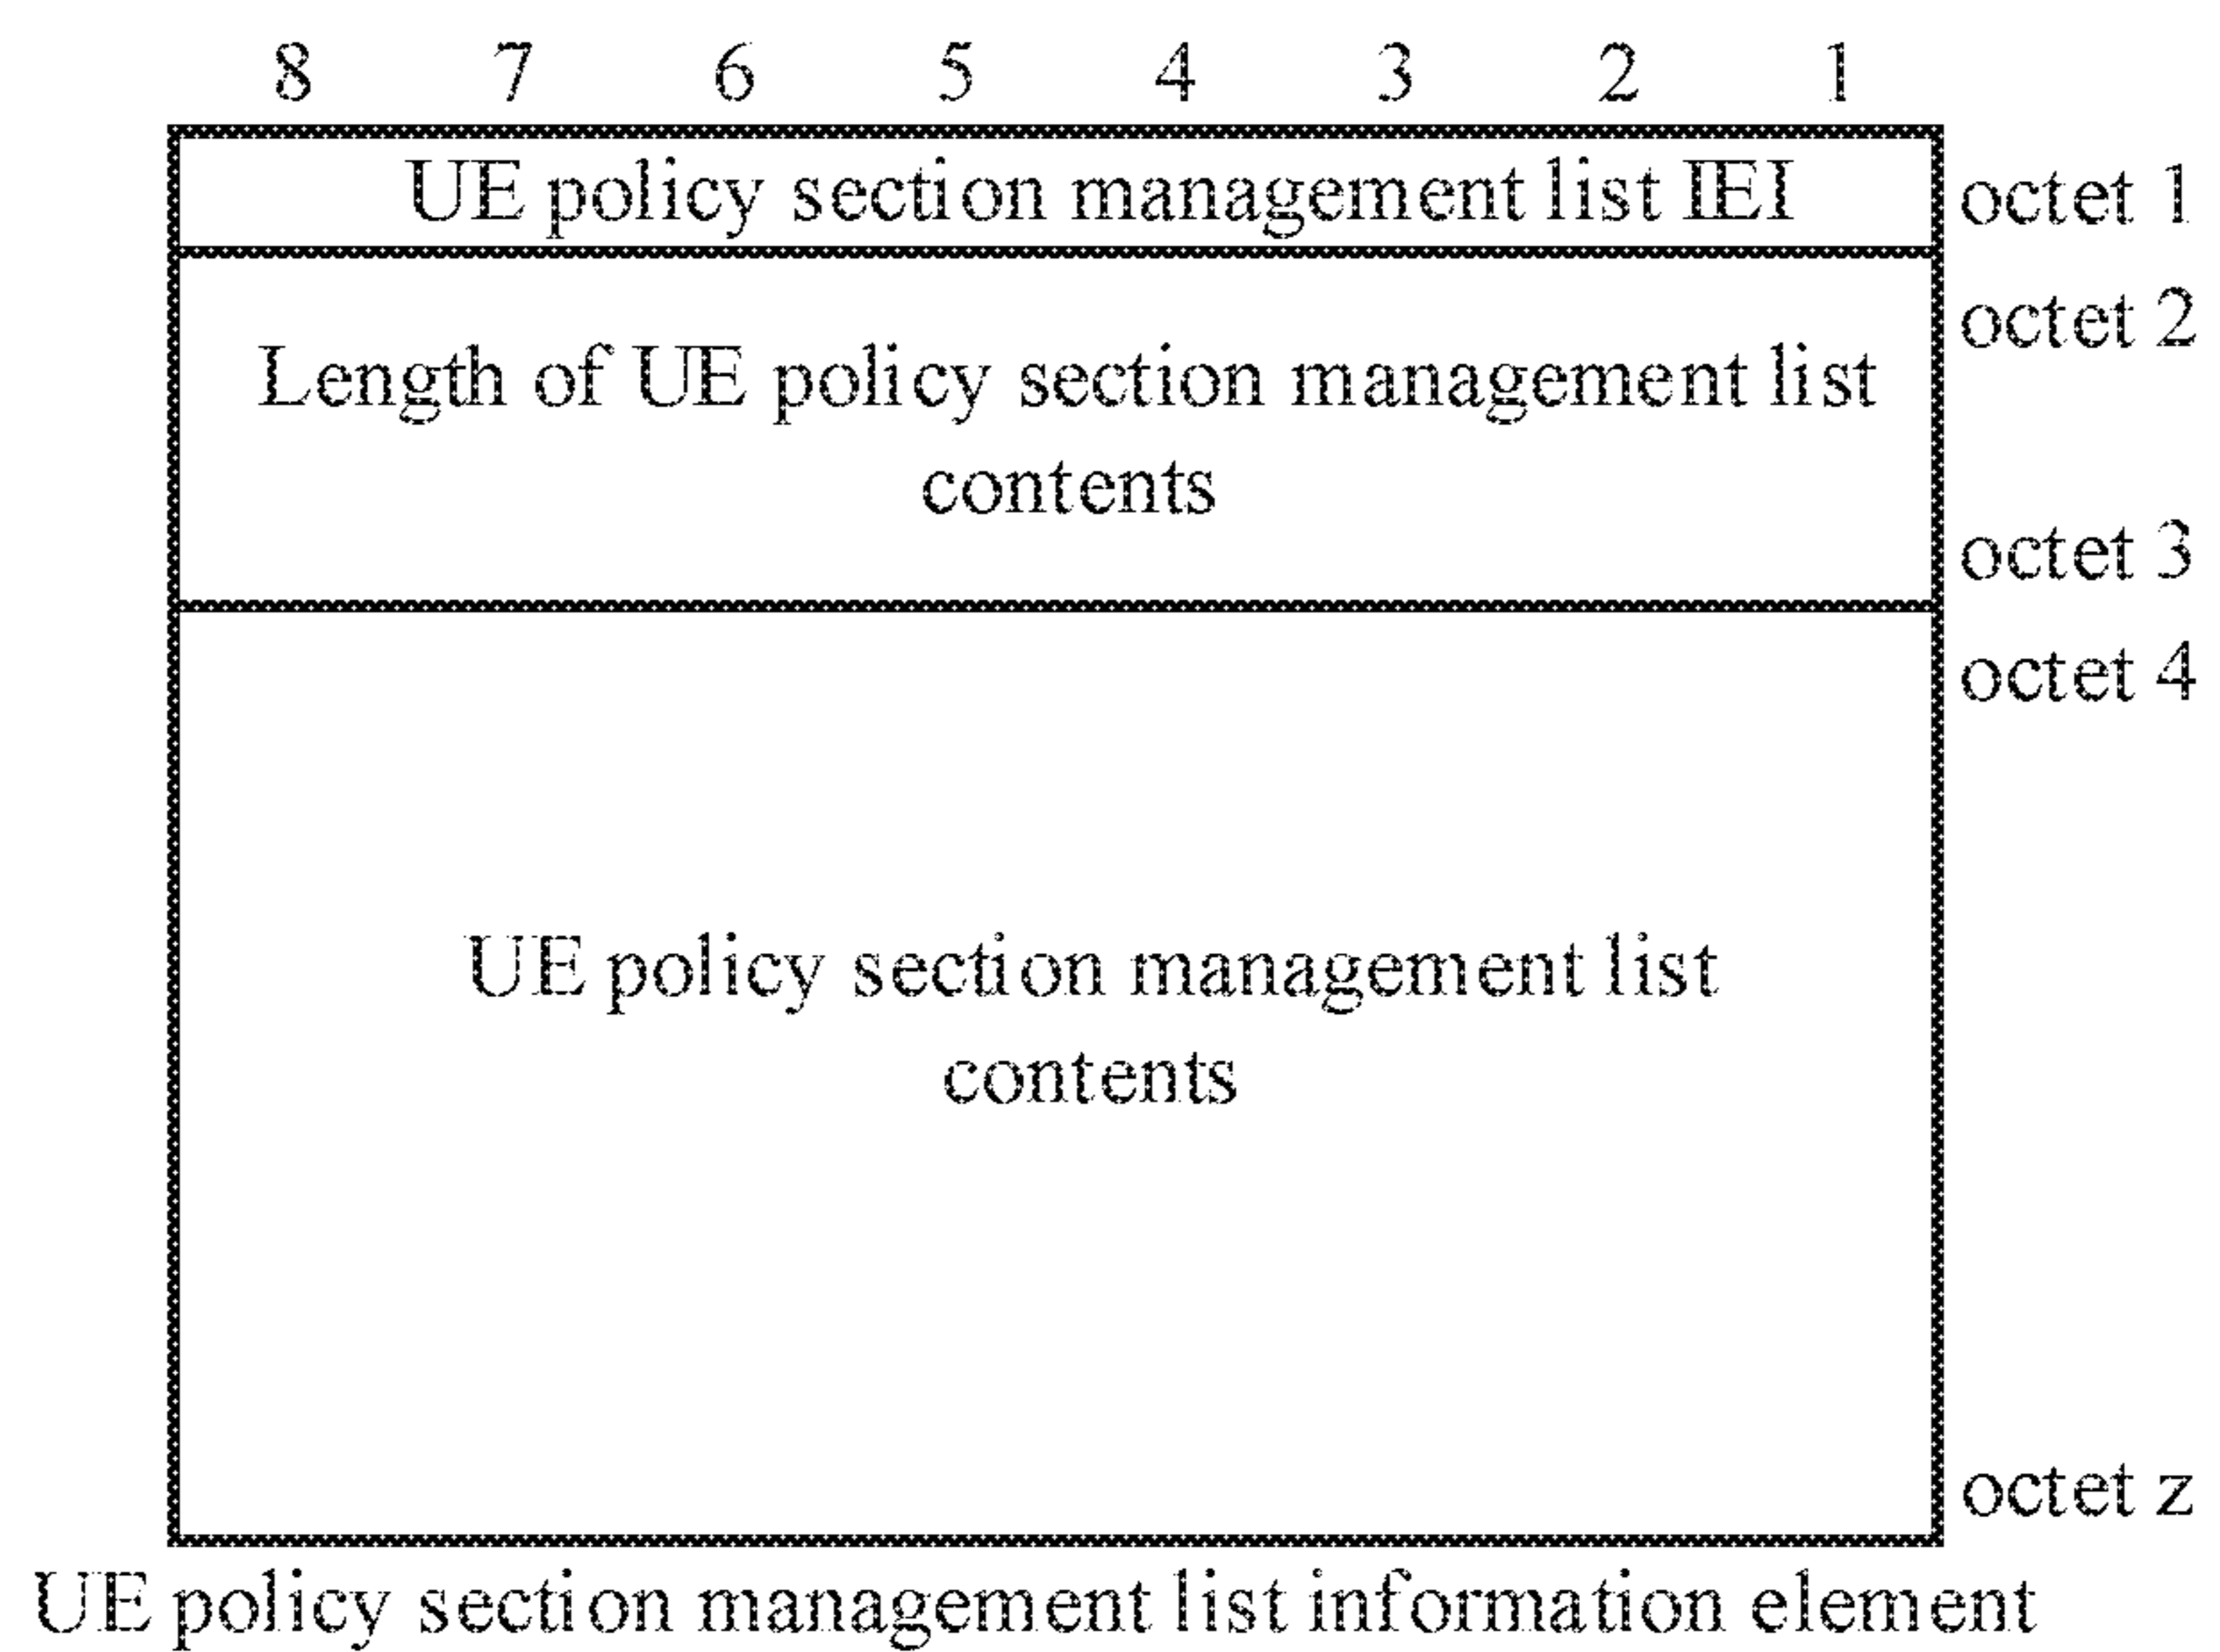 8 7 6 5 4 3 2 1
UE policy section management list IEI octet 1
octet 2
Length of UE policy section management list
contents
octet 3
octet 4
UE policy section management list
contents
octet z
UE policy section management list information element